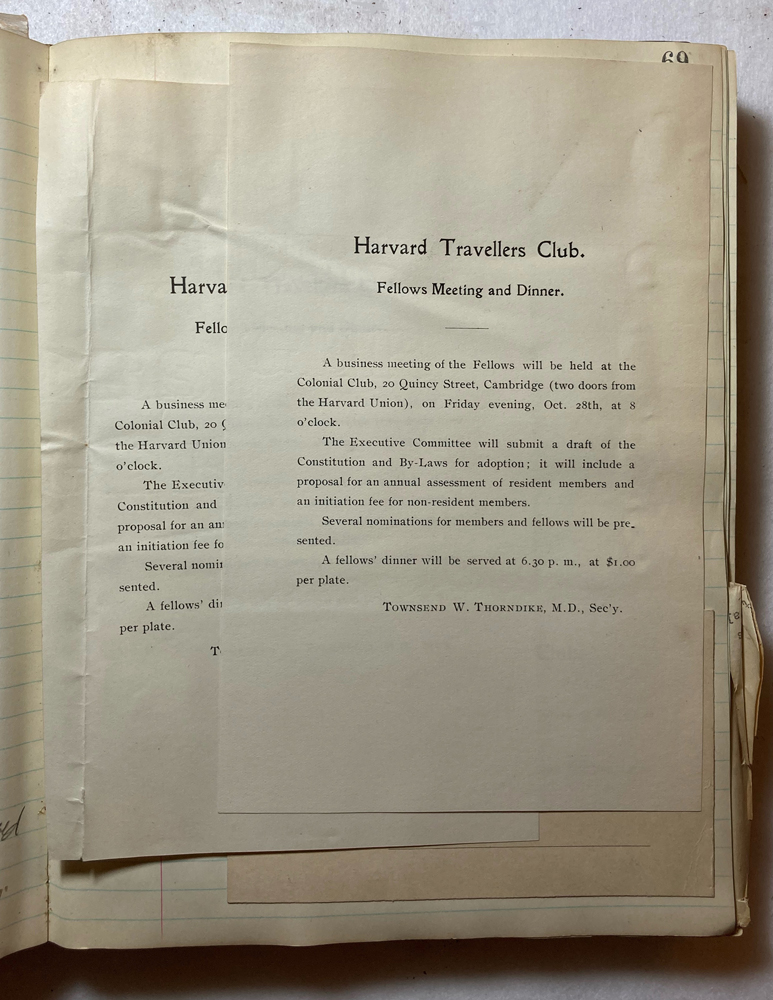 69
Harvard Travellers Club.
Fellows Meeting and Dinner.
A business meeting of the Fellows will be held at the
Colonial Club, 20 Quincy Street, Cambridge (two doors from
the Harvard Union), on Friday evening, Oct. 28th, at 8
o'clock.
The Executive Committee will submit a draft of the
Constitution and By-Laws for adoption; it will include a
proposal for an annual assessment of resident members and
an initiation fee for non-resident members.
Several nominations for members and fellows will be pre-
sented.
A fellows' dinner will be served at 6.30 p. m., at $1.00
per plate.
TOWNSEND W. THORNDIKE, M.D., Sec'y.
Harva
Fello
A business mee
Colonial Club, 20 Q
the Harvard Union
o'clock.
The Executiv
Constitution and
proposal for an an
an initiation fee fo
Several nomin
sented.
A fellows' din
per plate.
T